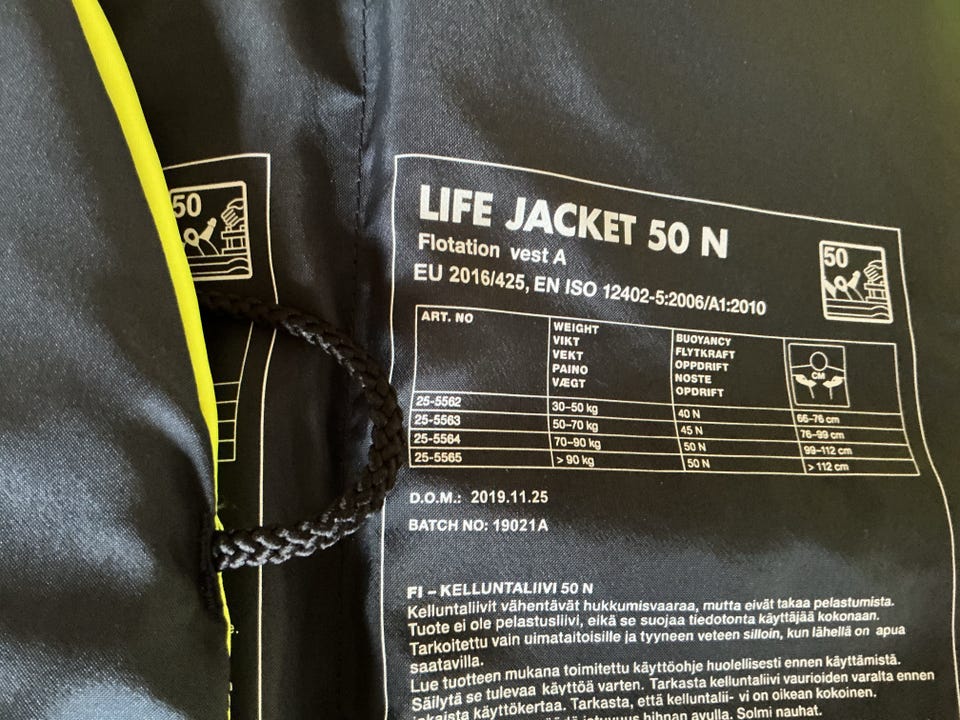 50
LIFE JACKET 50 N
Flotation vest A
EU 2016/425, EN ISO 12402-5:2006/A1:2010
50
ART. NO
WEIGHT
VIKT
VEKT
PAINO
VÆGT
BUOYANCY
FLYTKRAFT
OPPDRIFT
NOSTE
OPDRIFT
CM
25-5562 30-50 kg 40 N 66-76 cm
25-5563 50-70 kg 45 N 76-99 cm
25-5564 70-90 kg 50 N 99-112 cm
25-5565 > 90 kg 50 N > 112 cm
D.O.M.: 2019.11.25
BATCH NO: 19021A
FI – KELLUNTALIIVI 50 N
Kelluntaliivit vähentävät hukkumisvaaraa, mutta eivät takaa pelastumista.
Tuote ei ole pelastusliivi, eikä se suojaa tiedotonta käyttäjää kokonaan.
Tarkoitettu vain uimataitoisille ja tyyneen veteen silloin, kun lähellä on apua
saatavilla.
Lue tuotteen mukana toimitettu käyttöohje huolellisesti ennen käyttämistä.
Säilytä se tulevaa käyttöä varten. Tarkasta kelluntaliivi vaurioiden varalta ennen
jokaista käyttökertaa. Tarkasta, että kelluntalii- vi on oikean kokoinen.
istuvuus hihnan avulla. Solmi nauhat.